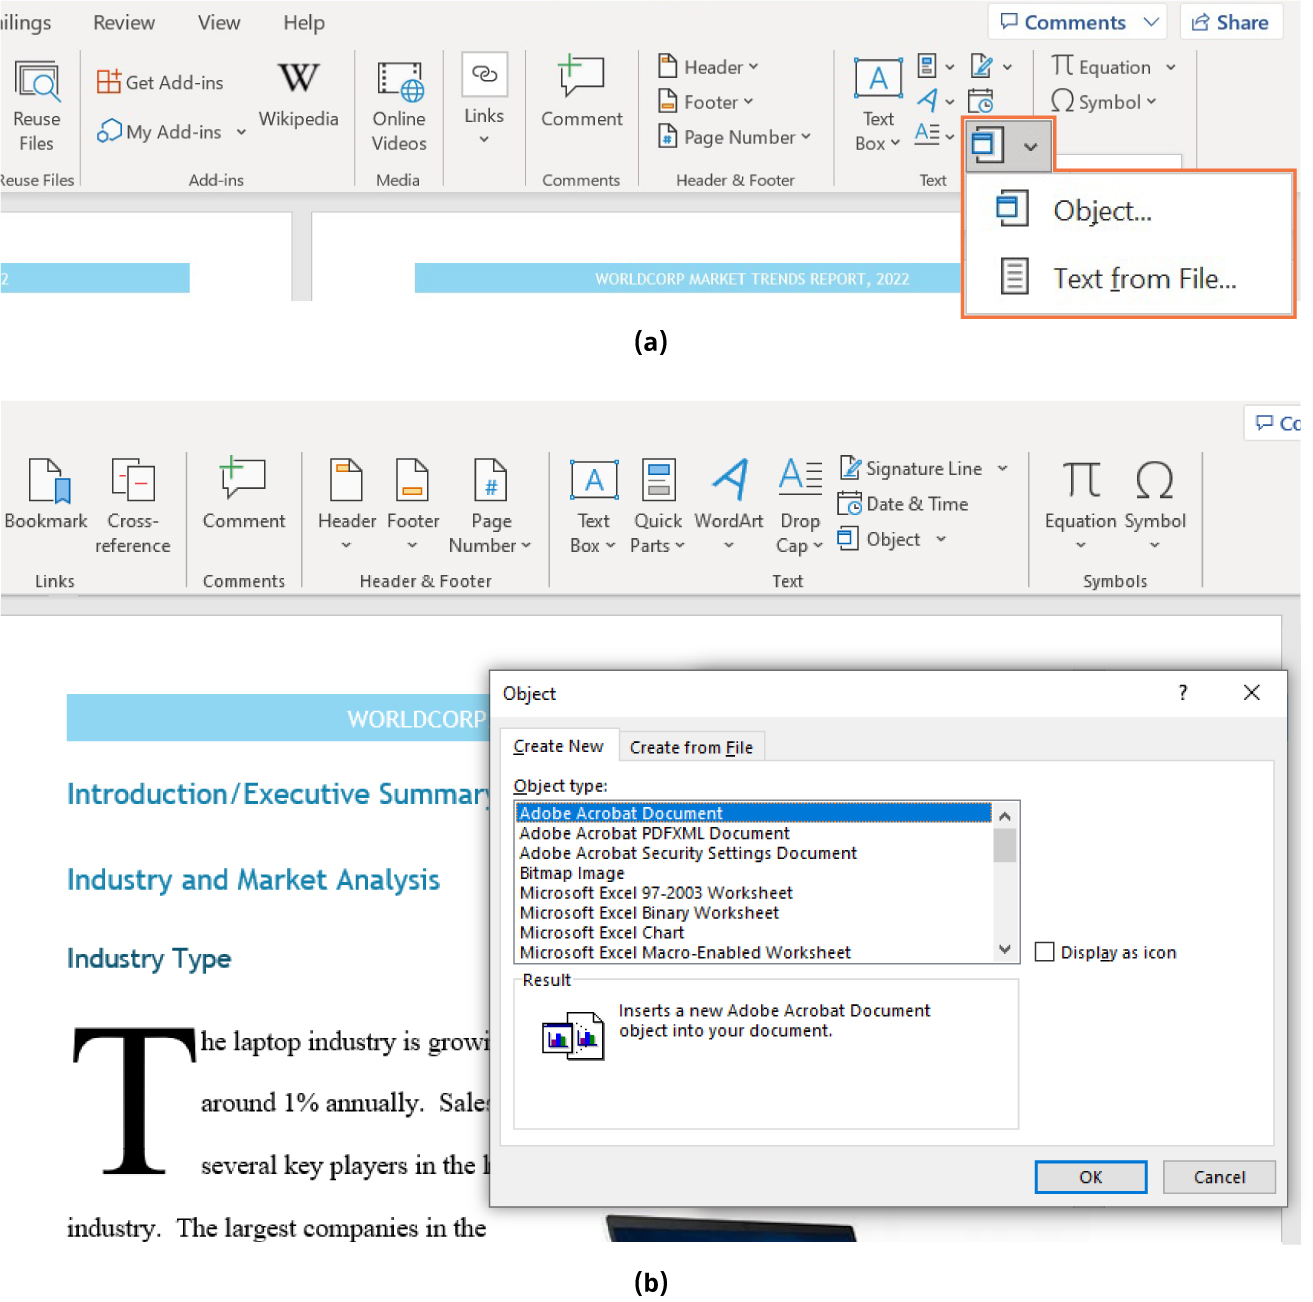 ilings Review View Help Comments Share
Reuse Files
Get Add-ins
My Add-ins
Wikipedia
Online Videos
Links
Comment
Header
Footer
Page Number
Text Box
A
Equation
Symbol
Reuse Files Add-ins Media Comments Header & Footer Text
Object...
Text from File...
2
WORLDCORP MARKET TRENDS REPORT, 2022
(a)
Co
Bookmark
Cross-reference
Comment
Header
Footer
Page Number
Text Box
Quick Parts
WordArt
Drop Cap
Signature Line
Date & Time
Object
Equation
Symbol
Links Comments Header & Footer Text Symbols
WORLDCORP
Introduction/Executive Summary
Industry and Market Analysis
Industry Type
The laptop industry is growi
around 1% annually. Sales
several key players in the l
industry. The largest companies in the
Object ?
Create New Create from File
Object type:
Adobe Acrobat Document
Adobe Acrobat PDFXML Document
Adobe Acrobat Security Settings Document
Bitmap Image
Microsoft Excel 97-2003 Worksheet
Microsoft Excel Binary Worksheet
Microsoft Excel Chart
Microsoft Excel Macro-Enabled Worksheet
Display as icon
Result
Inserts a new Adobe Acrobat Document
object into your document.
OK Cancel
(b)